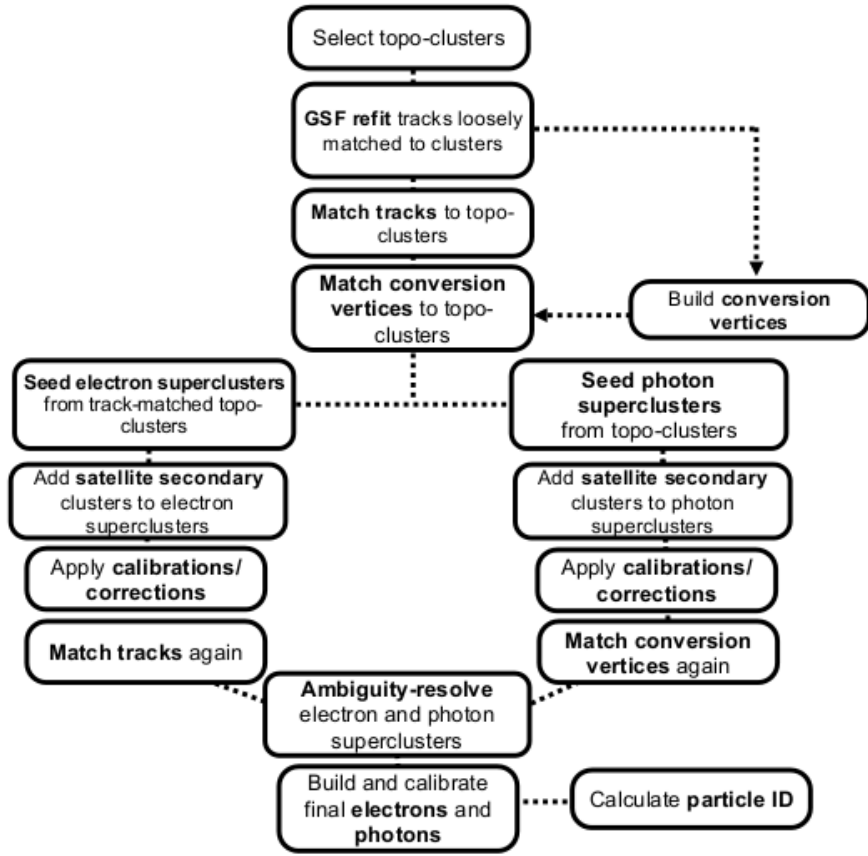 Select topo-clusters
GSF refit tracks loosely
matched to clusters
Match tracks to topo-
clusters
Match conversion
vertices to topo-
clusters
Build conversion
vertices
Seed electron superclusters
from track-matched topo-
clusters
Seed photon
superclusters
from topo-clusters
Add satellite secondary
clusters to electron
superclusters
Add satellite secondary
clusters to photon
superclusters
Apply calibrations/
corrections
Apply calibrations/
corrections
Match tracks again
Match conversion
vertices again
Ambiguity-resolve
electron and photon
superclusters
Build and calibrate
final electrons and
photons
Calculate particle ID